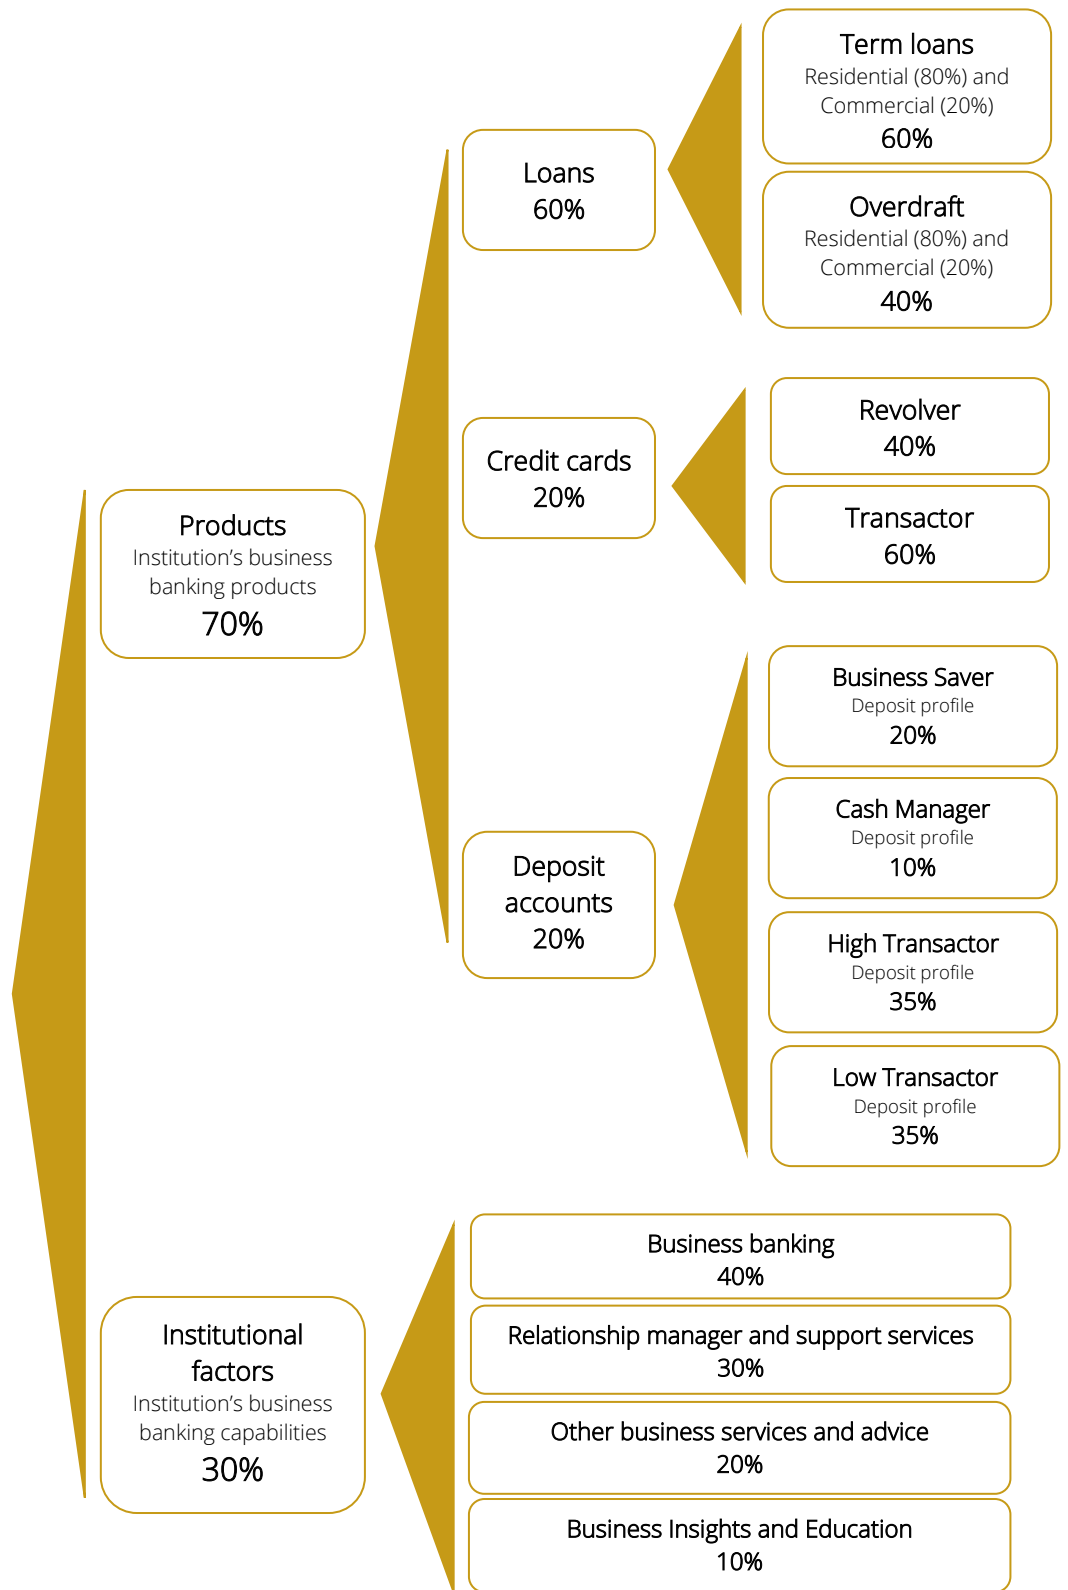 Term loans
Residential (80%) and
Commercial (20%)
60%
Loans
60%
Overdraft
Residential (80%) and
Commercial (20%)
40%
Revolver
40%
Credit cards
20%
Transactor
60%
Products
Institution’s business
banking products
70%
Business Saver
Deposit profile
20%
Cash Manager
Deposit profile
10%
Deposit
accounts
20%
High Transactor
Deposit profile
35%
Low Transactor
Deposit profile
35%
Business banking
40%
Relationship manager and support services
30%
Institutional
factors
Institution’s business
banking capabilities
30%
Other business services and advice
20%
Business Insights and Education
10%